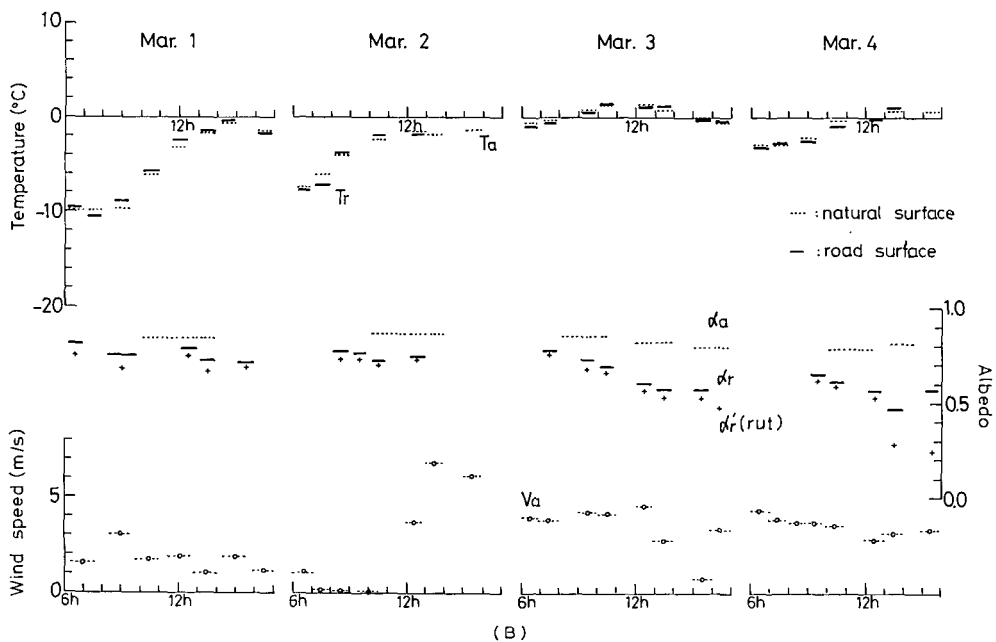 Mar. 1 Mar. 2 Mar. 3 Mar. 4
Temperature (°C)
10
0
-10
-20
12h 12h 12h 12h
Ta
Tr
.... : natural surface
— : road surface
αa
αr
αr′(rut)
Albedo
1.0
0.5
0.0
Wind speed (m/s)
5
0
Va
6h 12h 6h 12h 6h 12h 6h 12h
(B)